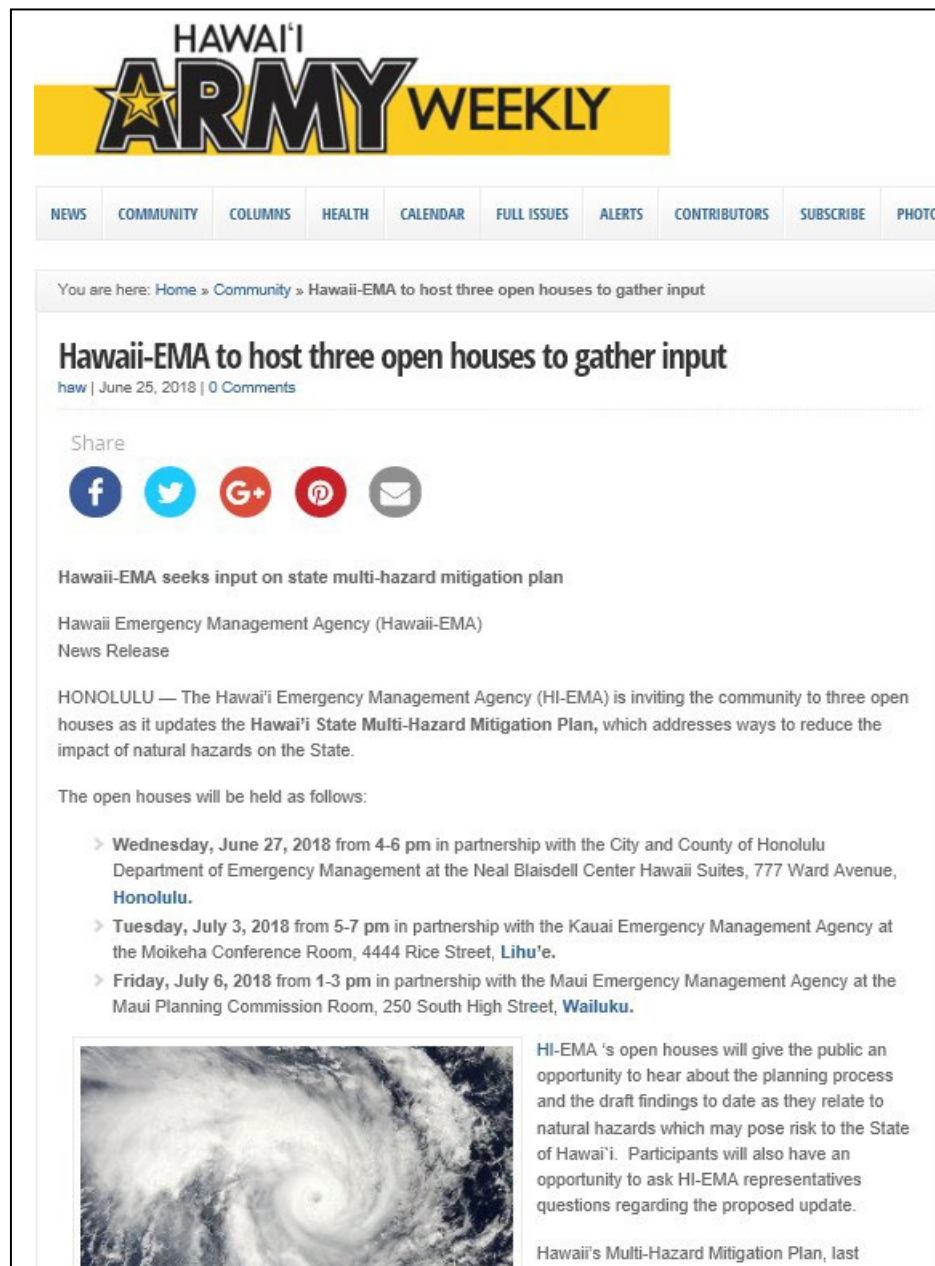 HAWAI'I
ARMY WEEKLY
NEWS
COMMUNITY
COLUMNS
HEALTH
CALENDAR
FULL ISSUES
ALERTS
CONTRIBUTORS
SUBSCRIBE
PHOTO
You are here: Home » Community » Hawaii-EMA to host three open houses to gather input
Hawaii-EMA to host three open houses to gather input
haw | June 25, 2018 | 0 Comments
Share
f
G+
Hawaii-EMA seeks input on state multi-hazard mitigation plan
Hawaii Emergency Management Agency (Hawaii-EMA)
News Release
HONOLULU — The Hawai'i Emergency Management Agency (HI-EMA) is inviting the community to three open
houses as it updates the Hawai'i State Multi-Hazard Mitigation Plan, which addresses ways to reduce the
impact of natural hazards on the State.
The open houses will be held as follows:
Wednesday, June 27, 2018 from 4-6 pm in partnership with the City and County of Honolulu
Department of Emergency Management at the Neal Blaisdell Center Hawaii Suites, 777 Ward Avenue,
Honolulu.
Tuesday, July 3, 2018 from 5-7 pm in partnership with the Kauai Emergency Management Agency at
the Moikeha Conference Room, 4444 Rice Street, Lihu'e.
Friday, July 6, 2018 from 1-3 pm in partnership with the Maui Emergency Management Agency at the
Maui Planning Commission Room, 250 South High Street, Wailuku.
HI-EMA 's open houses will give the public an
opportunity to hear about the planning process
and the draft findings to date as they relate to
natural hazards which may pose risk to the State
of Hawai`i. Participants will also have an
opportunity to ask HI-EMA representatives
questions regarding the proposed update.
Hawaii's Multi-Hazard Mitigation Plan, last